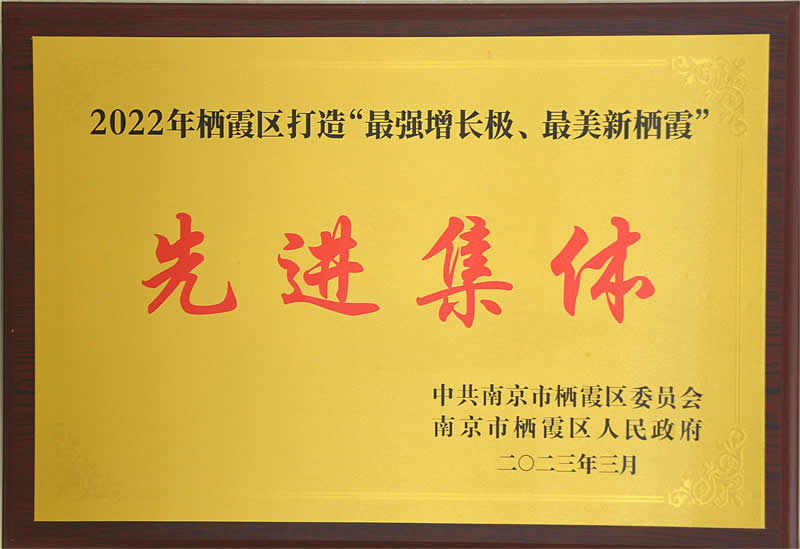 2022年栖霞区打造“最强增长极、最美新栖霞”
先进集体
中共南京市栖霞区委员会
南京市栖霞区人民政府
二〇二三年三月